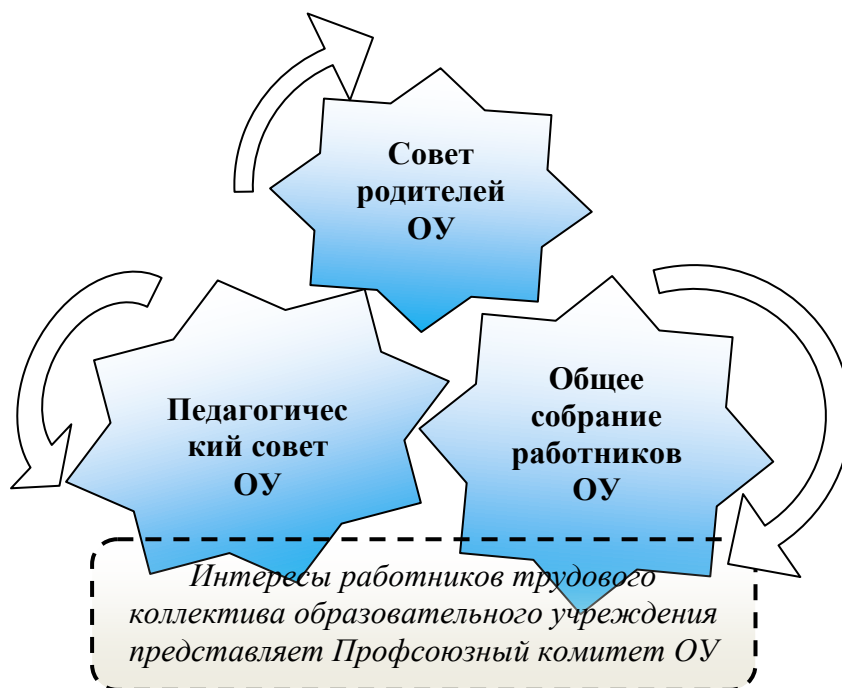 Совет
родителей
ОУ
Педагогичес
кий совет
ОУ
Общее
собрание
работников
ОУ
Интересы работников трудового
коллектива образовательного учреждения
представляет Профсоюзный комитет ОУ